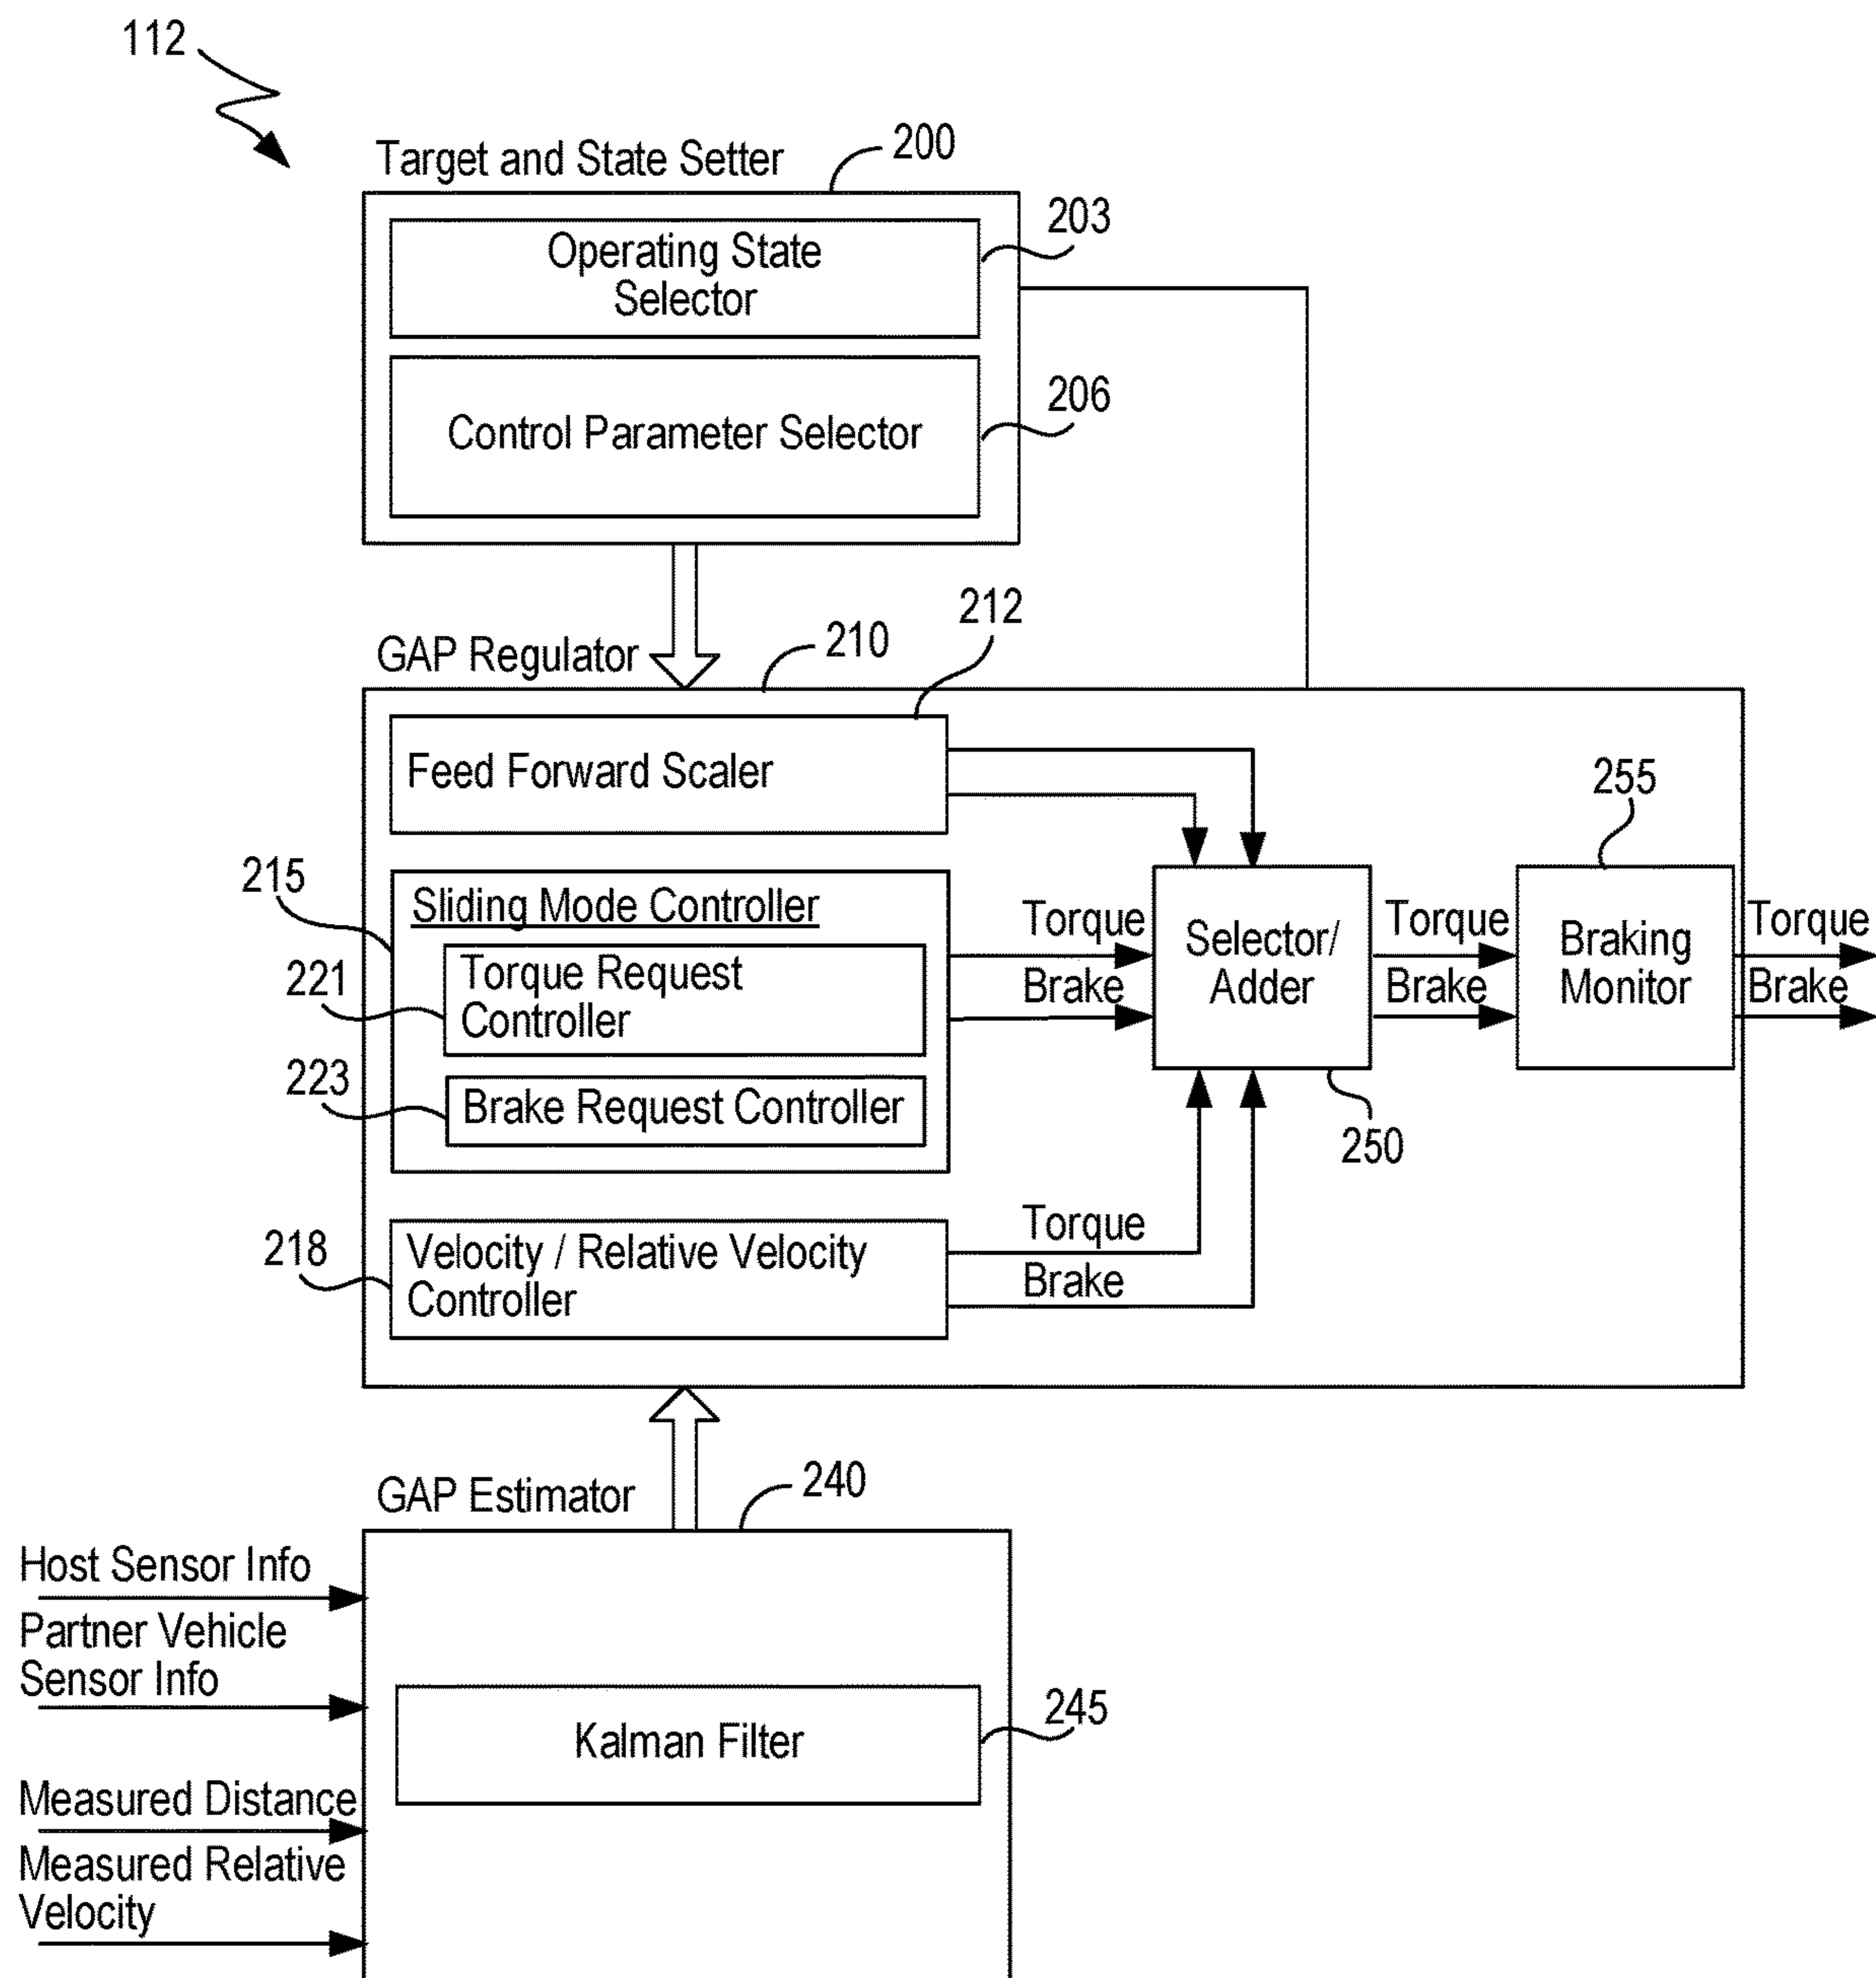 112
Target and State Setter
200
Operating State
Selector
203
Control Parameter Selector
206
GAP Regulator
210
212
Feed Forward Scaler
255
215
Sliding Mode Controller
221
Torque Request
Controller
223
Brake Request Controller
Torque
Brake
Selector/
Adder
Torque
Brake
Braking
Monitor
Torque
Brake
250
218
Velocity / Relative Velocity
Controller
Torque
Brake
GAP Estimator
240
Host Sensor Info
Partner Vehicle
Sensor Info
Kalman Filter
245
Measured Distance
Measured Relative
Velocity